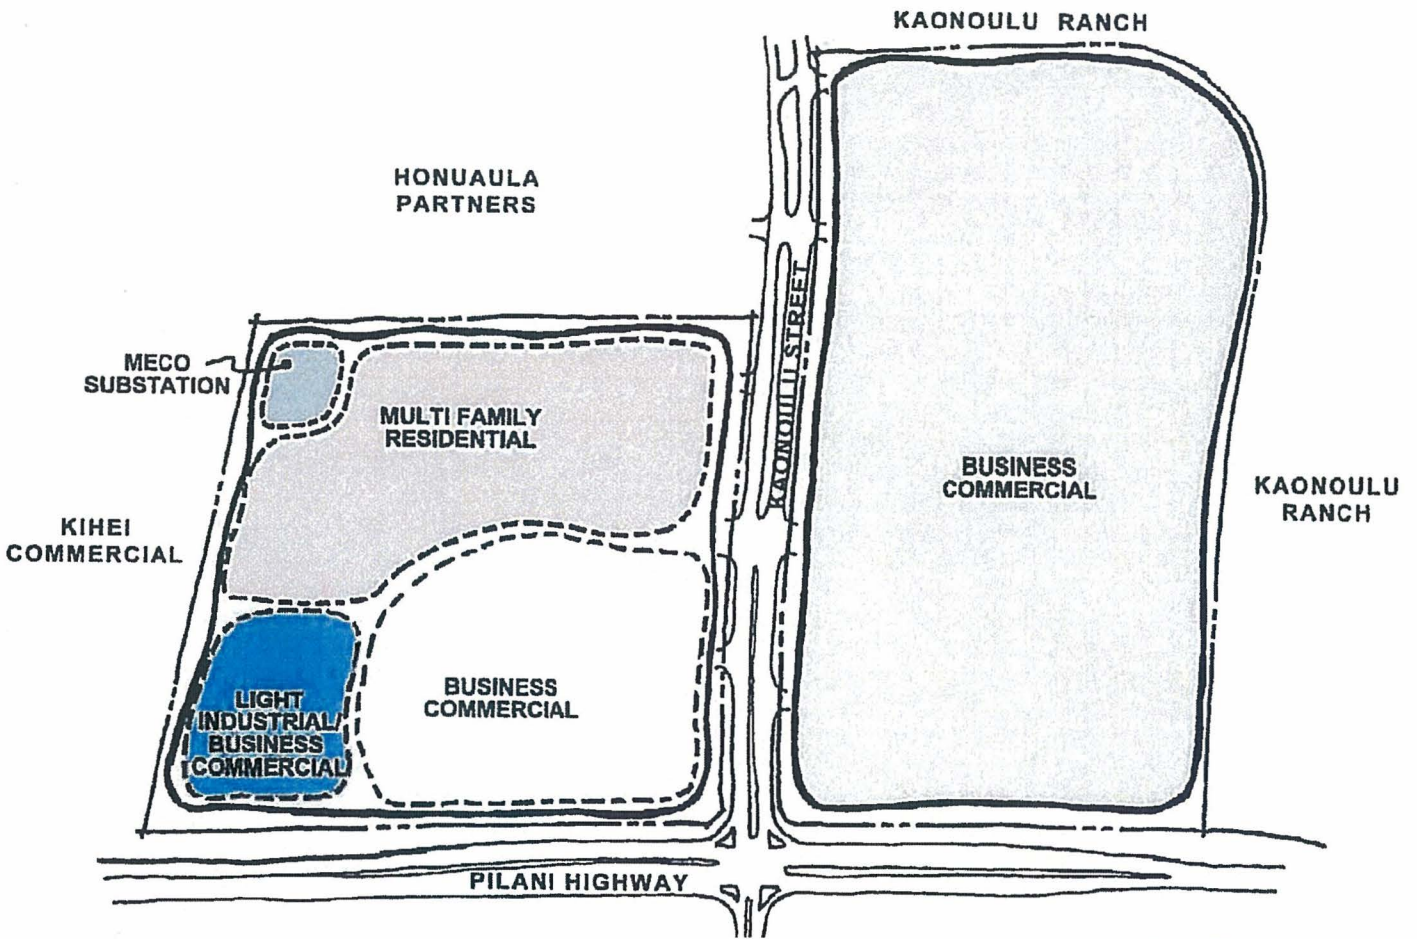 KAONOULU RANCH
HONUAULA
PARTNERS
KAONOULU STREET
MECO
SUBSTATION
MULTI FAMILY
RESIDENTIAL
BUSINESS
COMMERCIAL
KAONOULU
RANCH
KIHEI
COMMERCIAL
LIGHT
INDUSTRIAL/
BUSINESS
COMMERCIAL
BUSINESS
COMMERCIAL
PILANI HIGHWAY